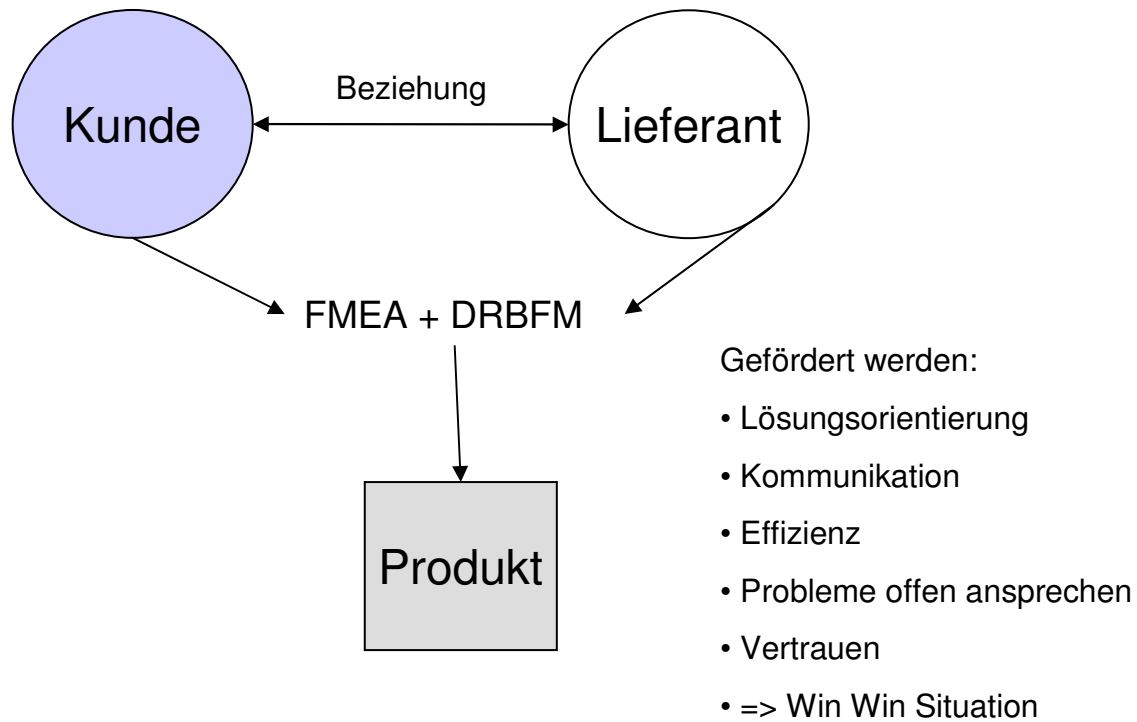 Beziehung
Kunde
Lieferant
FMEA + DRBFM
Produkt
Gefördert werden:
• Lösungsorientierung
• Kommunikation
• Effizienz
• Probleme offen ansprechen
• Vertrauen
• => Win Win Situation